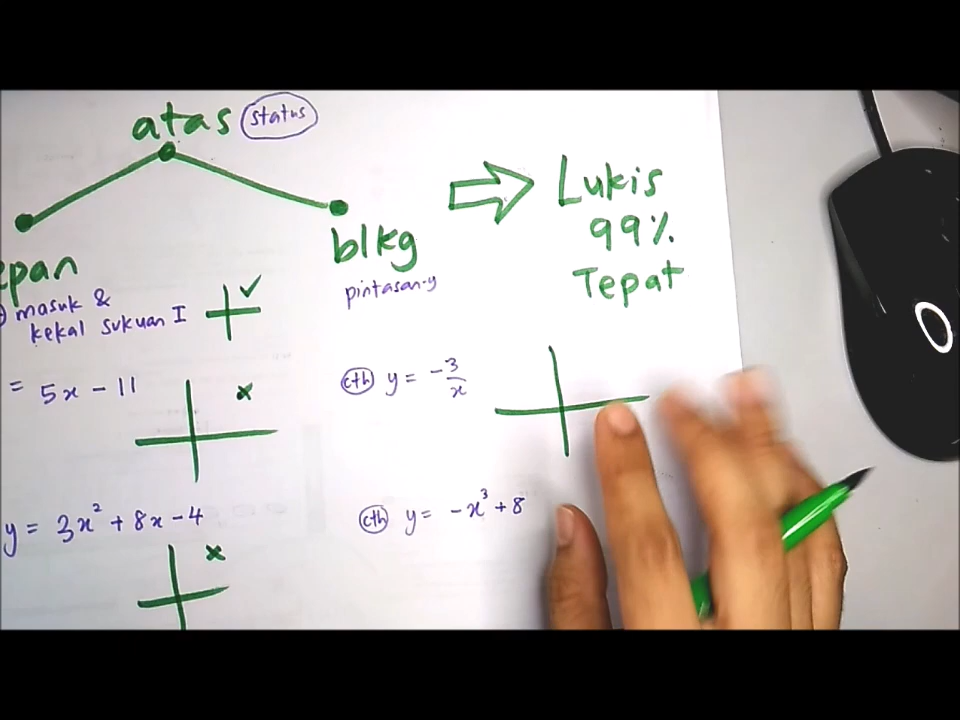 atas status
epan
masuk &
kekal sukuan I
= 5x - 11
y = 3x² + 8x - 4
blkg
pintasan-y
cth y = -3/x
cth y = -x³ + 8
Lukis
99%
Tepat